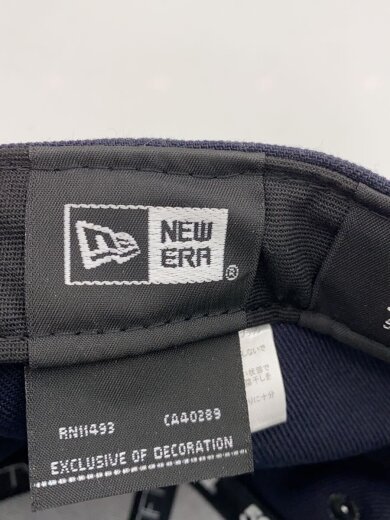 NEW
ERA
®
RN11493 CA40289
EXCLUSIVE OF DECORATION